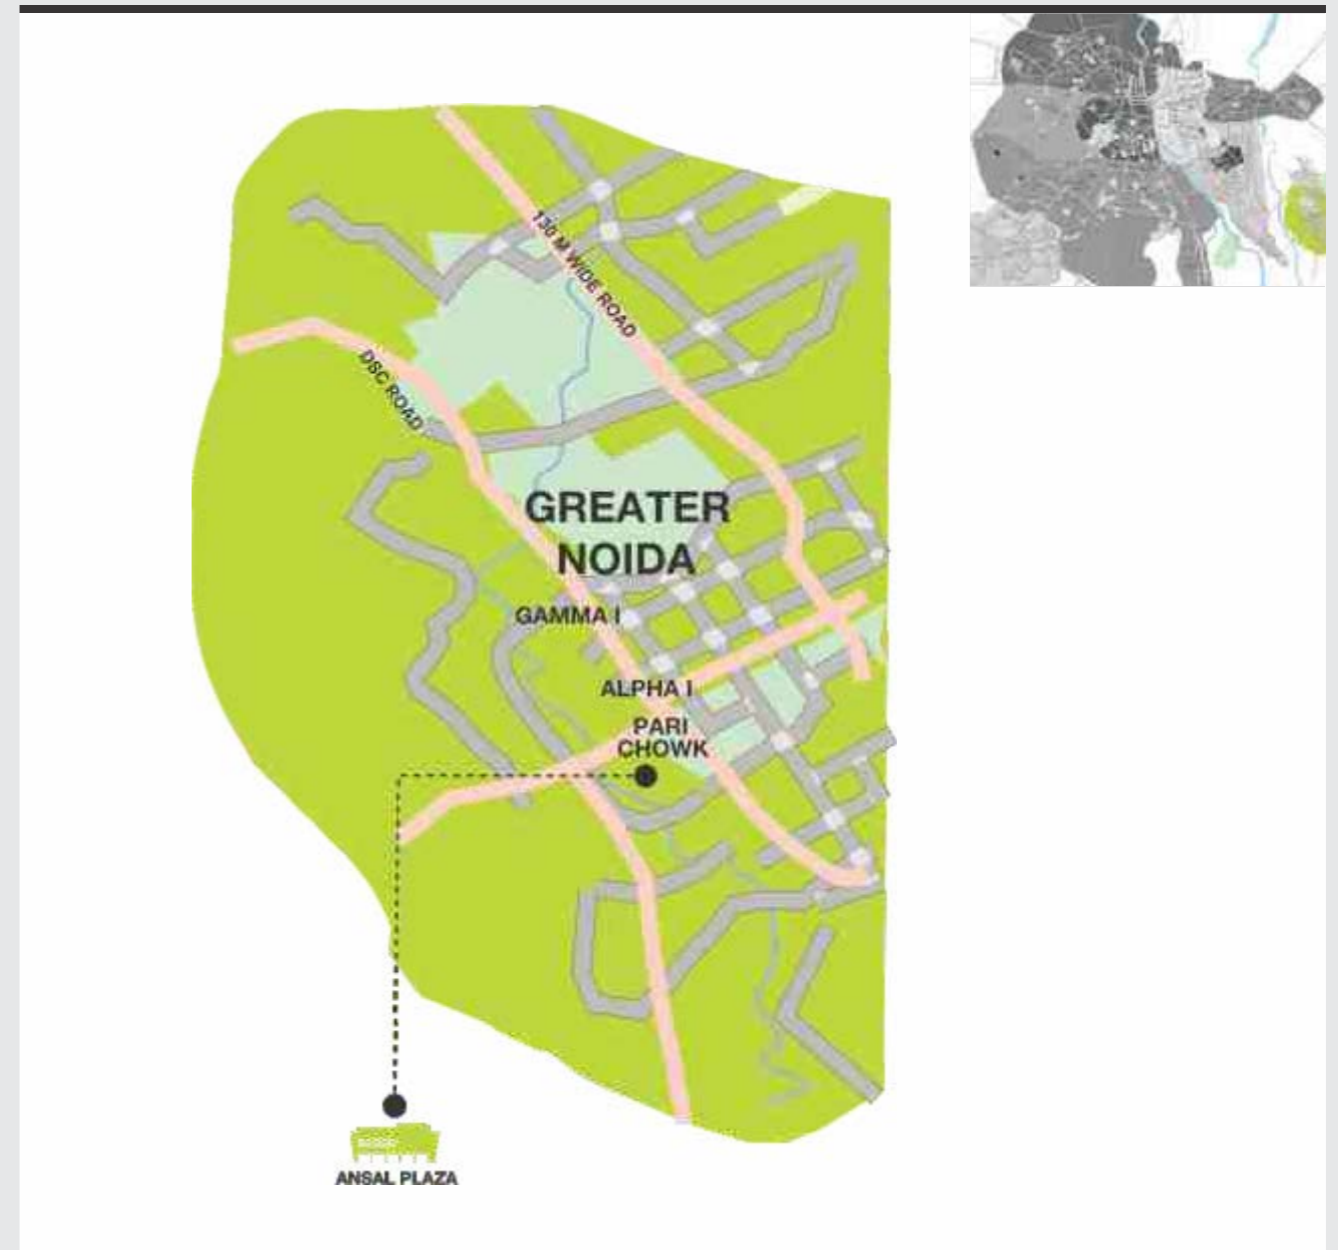 130 M WIDE ROAD
DSC ROAD
GREATER
NOIDA
GAMMA I
ALPHA I
PARI
CHOWK
ANSAL PLAZA